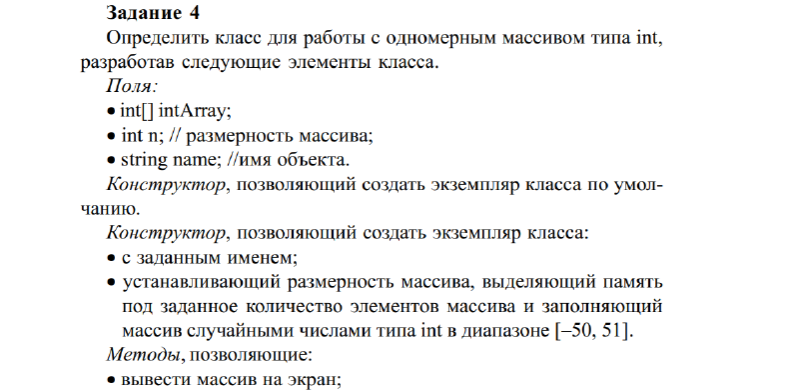 Задание 4
Определить класс для работы с одномерным массивом типа int,
разработав следующие элементы класса.
Поля:
• int[] intArray;
• int n; // размерность массива;
• string name; //имя объекта.
Конструктор, позволяющий создать экземпляр класса по умол-
чанию.
Конструктор, позволяющий создать экземпляр класса:
• с заданным именем;
• устанавливающий размерность массива, выделяющий память
под заданное количество элементов массива и заполняющий
массив случайными числами типа int в диапазоне [–50, 51].
Методы, позволяющие:
• вывести массив на экран;